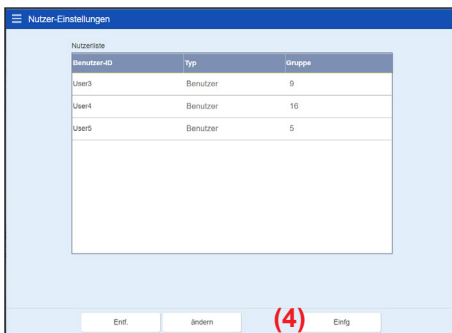 Nutzer-Einstellungen
Nutzerliste
Benutzer-ID Typ Gruppe
User3 Benutzer 9
User4 Benutzer 16
User5 Benutzer 5
Entf. ändern (4) Einfg